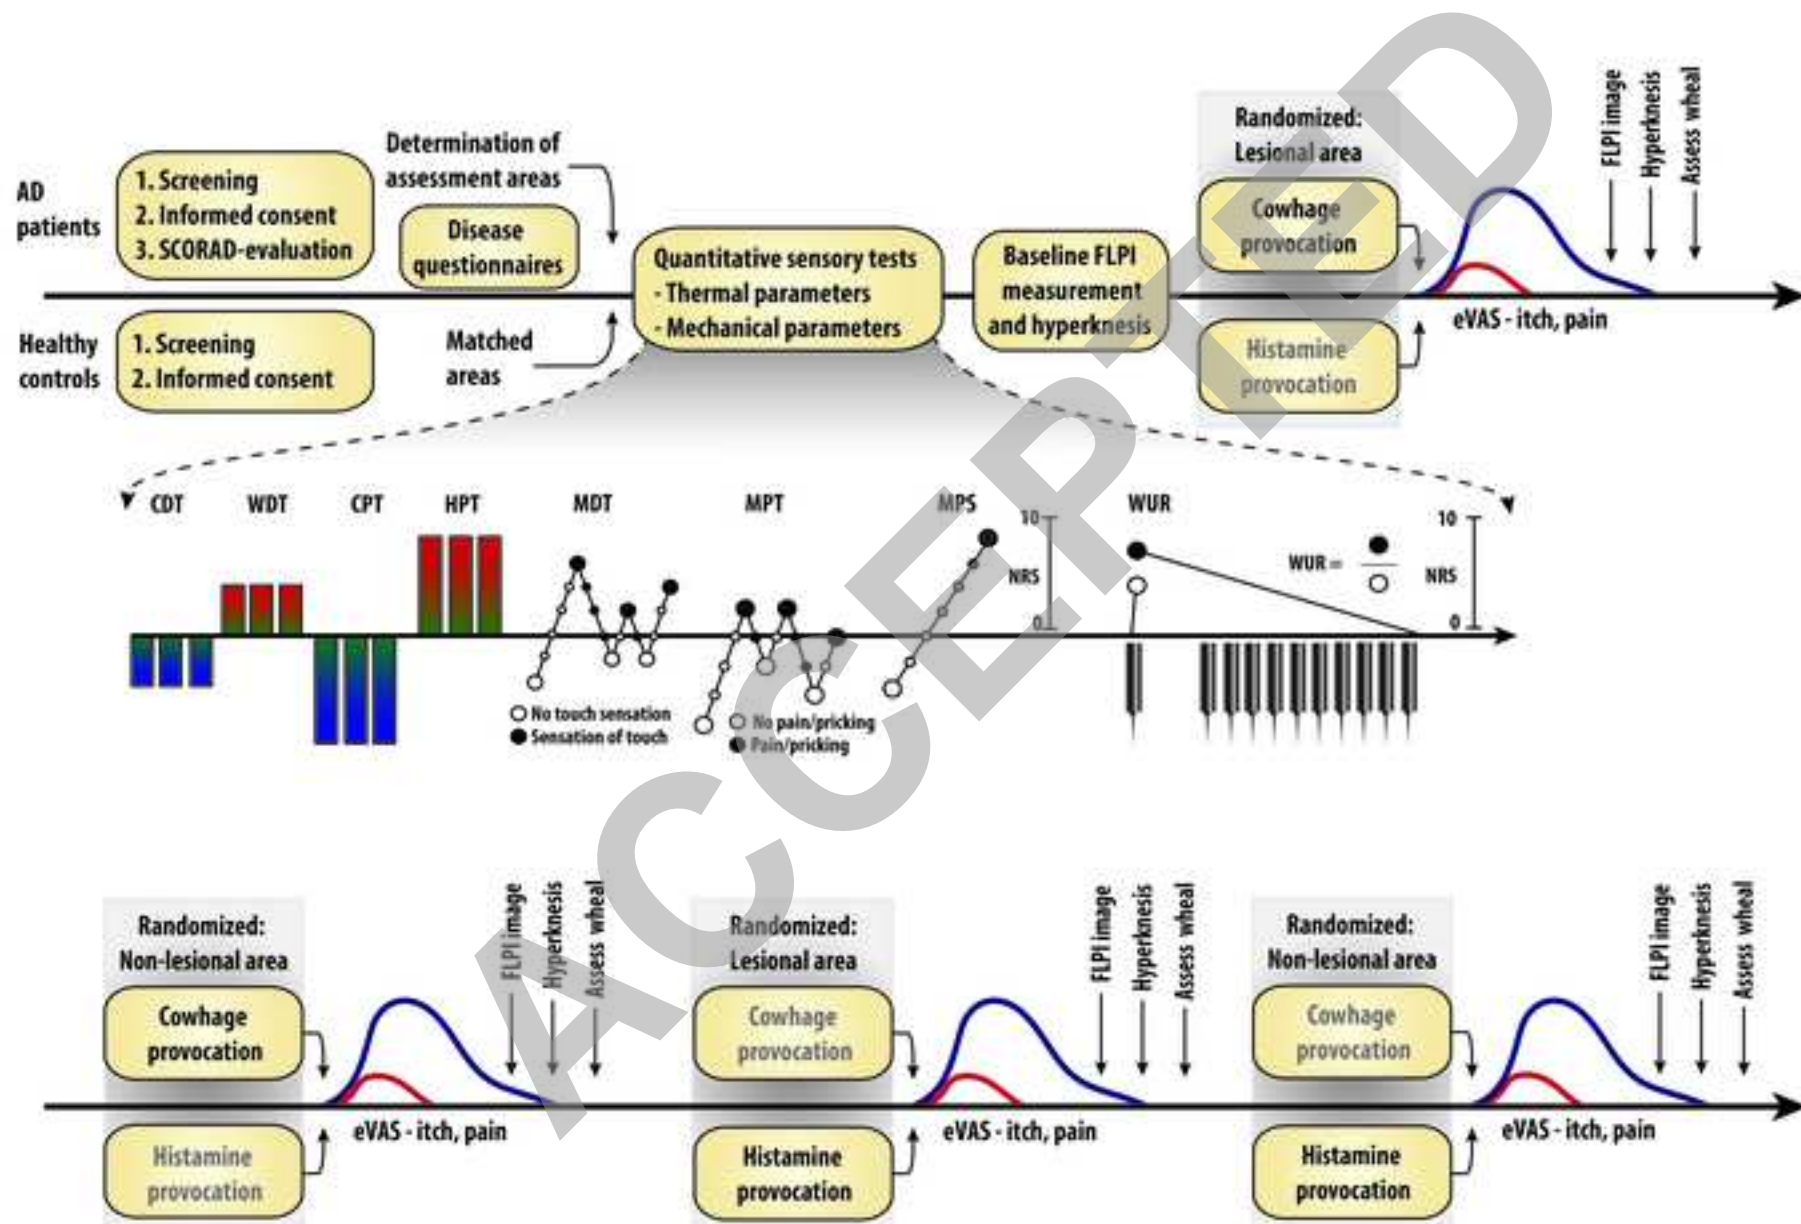 AD
patients
1. Screening
2. Informed consent
3. SCORAD-evaluation
Determination of
assessment areas
Disease
questionnaires
Healthy
controls
1. Screening
2. Informed consent
Matched
areas
Quantitative sensory tests
- Thermal parameters
- Mechanical parameters
Baseline FLPI
measurement
and hyperknesis
Randomized:
Lesional area
Cowhage
provocation
Histamine
provocation
FLPI image
Hyperknesis
Assess wheal
eVAS - itch, pain
CDT
WDT
CPT
HPT
MDT
MPT
MPS
WUR
No touch sensation
Sensation of touch
No pain/pricking
Pain/pricking
10
NRS
0
WUR =
10
NRS
0
Randomized:
Non-lesional area
Cowhage
provocation
Histamine
provocation
FLPI image
Hyperknesis
Assess wheal
eVAS - itch, pain
Randomized:
Lesional area
Cowhage
provocation
Histamine
provocation
FLPI image
Hyperknesis
Assess wheal
eVAS - itch, pain
Randomized:
Non-lesional area
Cowhage
provocation
Histamine
provocation
FLPI image
Hyperknesis
Assess wheal
eVAS - itch, pain
ACCEPTED